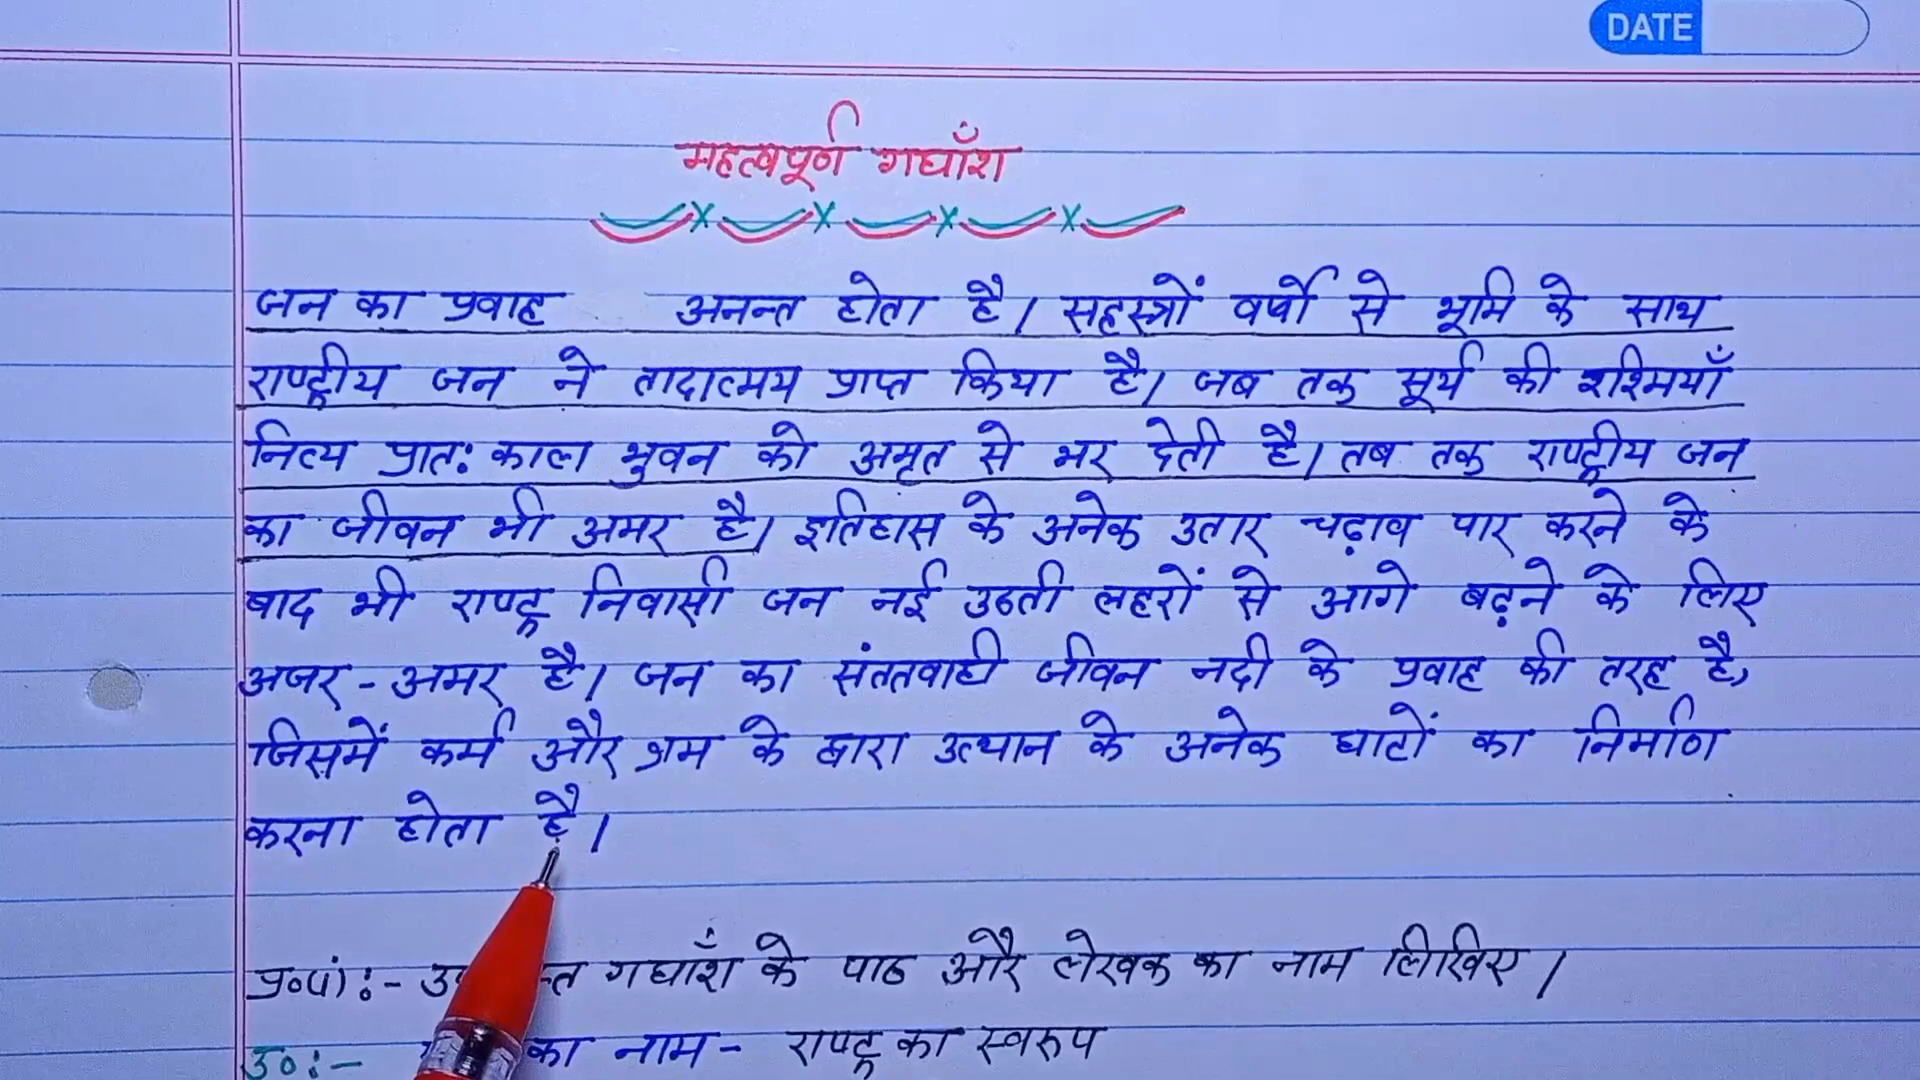 DATE
महत्वपूर्ण गद्याँश
जन का प्रवाह अनन्त होता है। सहस्त्रों वर्षो से भूमि के साथ
राष्ट्रीय जन ने तादात्मय प्राप्त किया है। जब तक सूर्य की रश्मियाँ
नित्य प्रातः काल भुवन को अमृत से भर देती है। तब तक राष्ट्रीय जन
का जीवन भी अमर है। इतिहास के अनेक उतार चढ़ाव पार करने के
बाद भी राष्ट्र निवासी जन नई उठती लहरों से आगे बढ़ने के लिए
अजर - अमर है। जन का संततवाही जीवन नदी के प्रवाह की तरह है,
जिसमें कर्म और श्रम के द्वारा उत्थान के अनेक घाटों का निर्माण
करना होता है।
प्र०(i) :- गद्याँश के पाठ और लेखक का नाम लिखिए।
उ० :- का नाम - राष्ट्र का स्वरुप